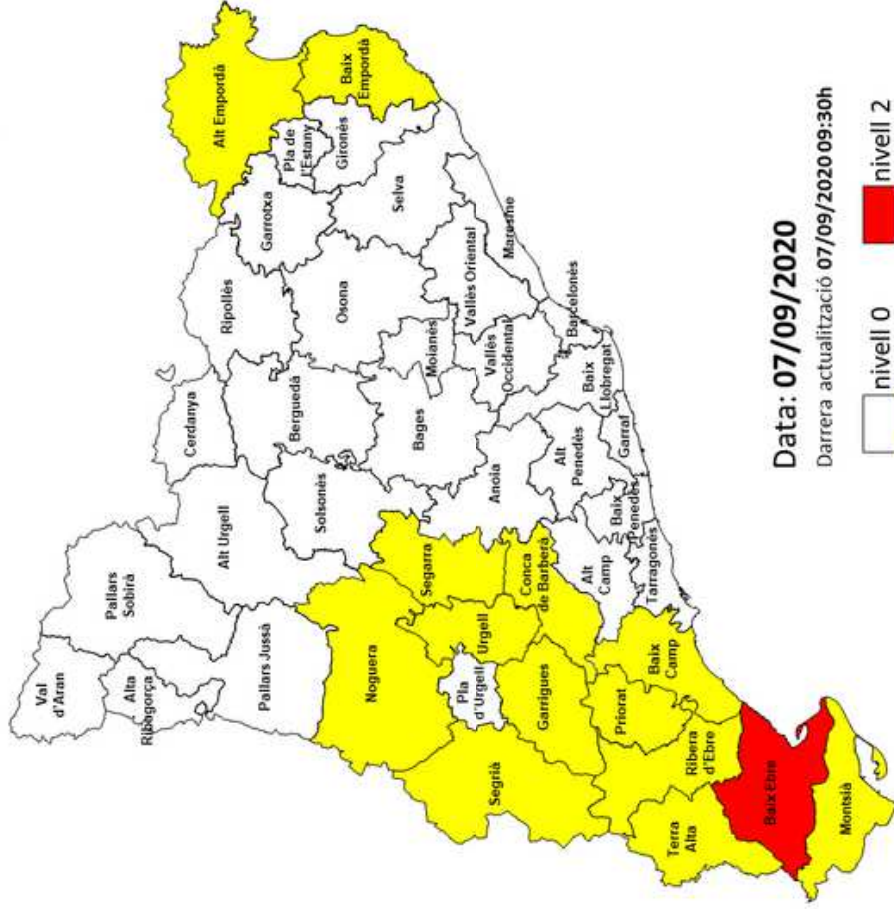 Val
d'Aran
Pallars
Sobirà
Alta
Ribagorça
Pallars Jussà
Alt Urgell
Cerdanya
Ripollès
Garrotxa
Alt Empordà
Pla de
l'Estany
Baix
Empordà
Gironès
Berguedà
Solsonès
Osona
Selva
Noguera
Bages
Moianès
Segarra
Vallès Oriental
Maresme
Pla
d'Urgell
Urgell
Anoia
Vallès
Occidental
Segrià
Garrigues
Conca
de Barberà
Alt
Penedès
Baix
Llobregat
Barcelonès
Alt
Camp
Baix
Penedès
Garraf
Priorat
Baix
Camp
Tarragonès
Ribera
d'Ebre
Terra
Alta
Baix Ebre
Montsià
Data: 07/09/2020
Darrera actualització 07/09/2020 09:30h
nivell 0
nivell 2